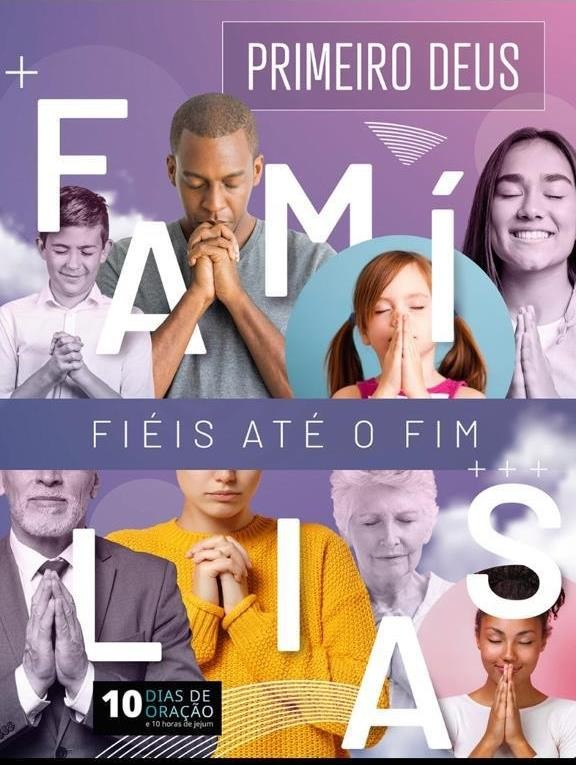 PRIMEIRO DEUS
FAMÍ
FIÉIS ATÉ O FIM
LIAS
10 DIAS DE
ORAÇÃO
e 10 horas de jejum